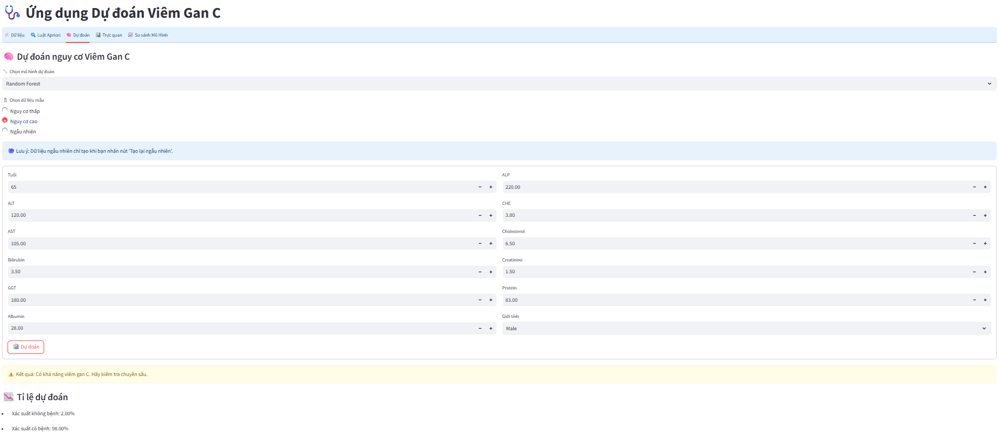 Ứng dụng Dự đoán Viêm Gan C
Dữ liệu Luật Apriori Dự đoán Trực quan So sánh Mô Hình
Dự đoán nguy cơ Viêm Gan C
Chọn mô hình dự đoán
Random Forest
Chọn dữ liệu mẫu
Nguy cơ thấp
Nguy cơ cao
Ngẫu nhiên
Lưu ý: Dữ liệu ngẫu nhiên chỉ tạo khi bạn nhấn nút 'Tạo lại ngẫu nhiên'.
Tuổi
65
ALT
120.00
AST
105.00
Bilirubin
3.50
GGT
180.00
Albumin
28.00
ALP
220.00
CHE
3.80
Cholesterol
6.50
Creatinine
1.50
Protein
83.00
Giới tính
Male
Dự đoán
Kết quả: Có khả năng viêm gan C. Hãy kiểm tra chuyên sâu.
Tỉ lệ dự đoán
Xác suất không bệnh: 2.00%
Xác suất có bệnh: 98.00%